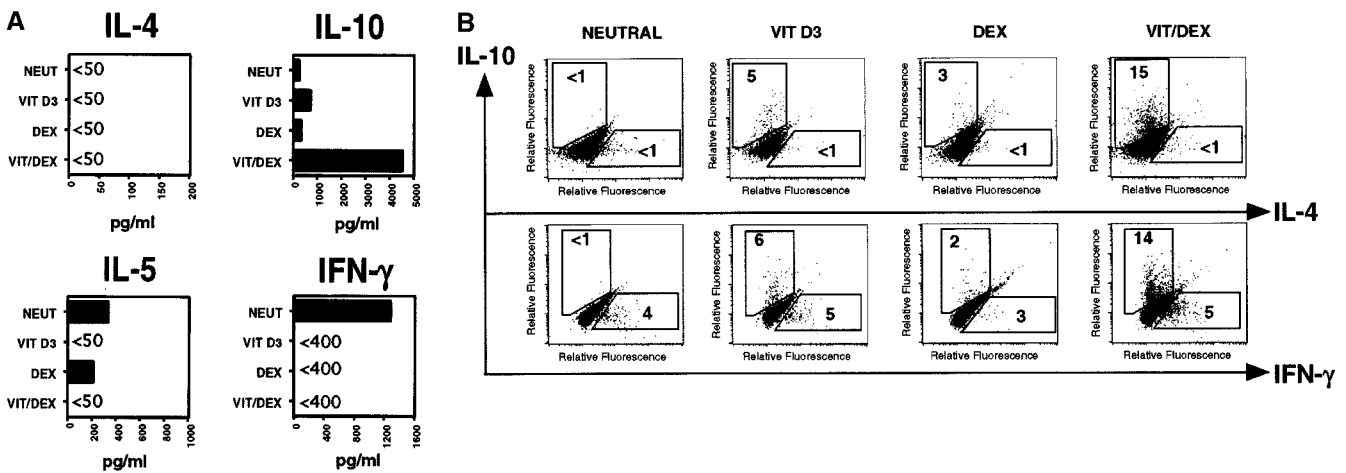 A
IL-4
NEUT <50
VIT D3 <50
DEX <50
VIT/DEX <50
0 50 100 150 200
pg/ml
IL-10
NEUT
VIT D3
DEX
VIT/DEX
0 1000 2000 3000 4000 5000
pg/ml
IL-5
NEUT
VIT D3 <50
DEX
VIT/DEX <50
0 200 400 600 800 1000
pg/ml
IFN-γ
NEUT
VIT D3 <400
DEX <400
VIT/DEX <400
0 400 800 1200 1600
pg/ml
B
IL-10
NEUTRAL VIT D3 DEX VIT/DEX
Relative Fluorescence Relative Fluorescence Relative Fluorescence Relative Fluorescence
<1 5 3 15
<1 <1 <1 <1
Relative Fluorescence Relative Fluorescence Relative Fluorescence Relative Fluorescence
IL-4
Relative Fluorescence Relative Fluorescence Relative Fluorescence Relative Fluorescence
<1 6 2 14
4 5 3 5
Relative Fluorescence Relative Fluorescence Relative Fluorescence Relative Fluorescence
IFN-γ